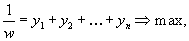 1/w = y₁ + y₂ + ... + yₙ ⇒ max,